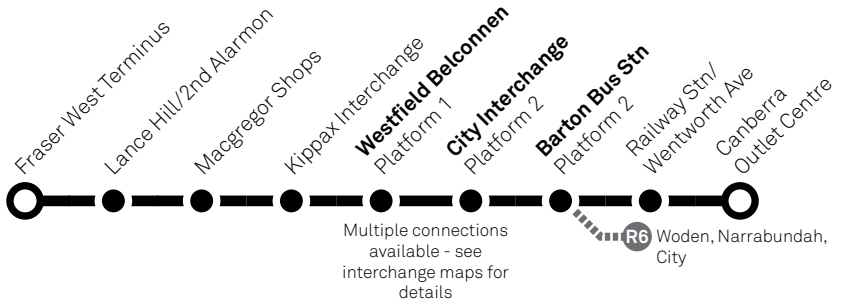 Fraser West Terminus
Lance Hill/2nd Alarmon
Macgregor Shops
Kippax Interchange
Westfield Belconnen
Platform 1
City Interchange
Platform 2
Barton Bus Stn
Platform 2
Railway Stn/
Wentworth Ave
Canberra
Outlet Centre
Multiple connections
available - see
interchange maps for
details
R6 Woden, Narrabundah,
City